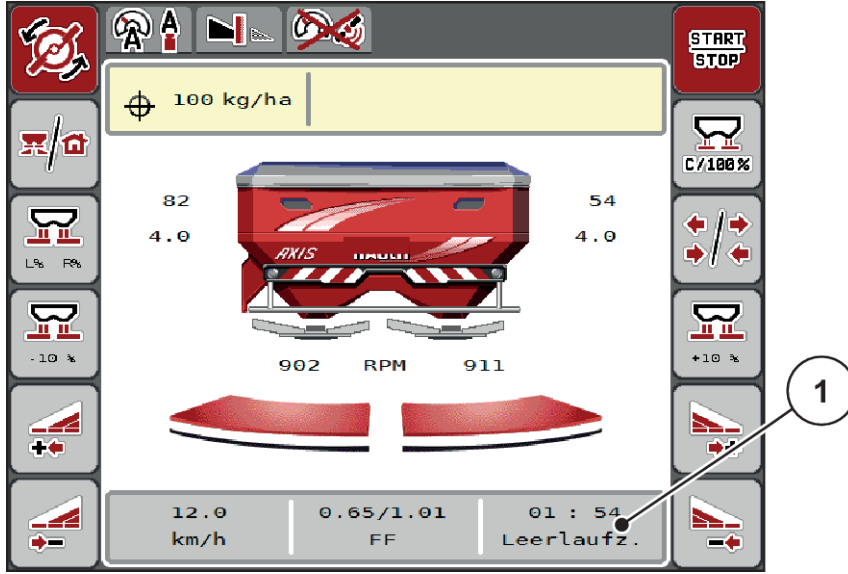 START
STOP
100 kg/ha
C/100%
82
54
4.0
4.0
L% R%
AXIS
RAUCH
-10 %
+10 %
902 RPM 911
1
12.0
0.65/1.01
01 : 54
km/h
FF
Leerlaufz.